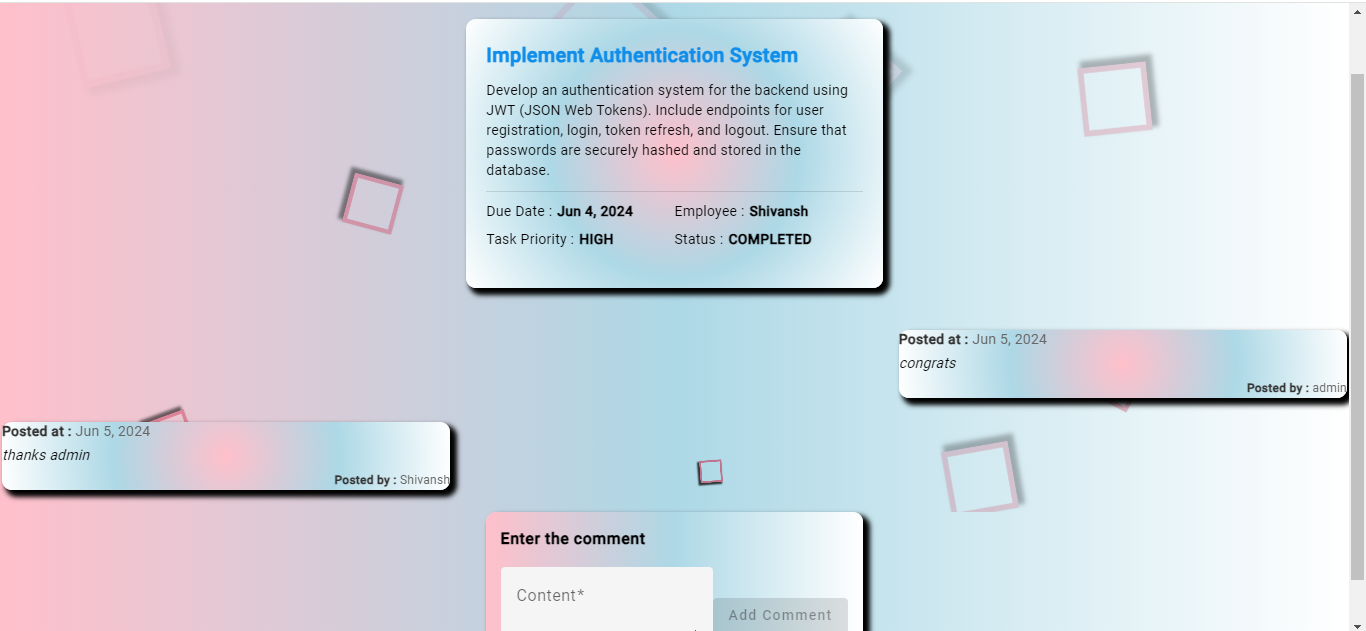 Implement Authentication System
Develop an authentication system for the backend using
JWT (JSON Web Tokens). Include endpoints for user
registration, login, token refresh, and logout. Ensure that
passwords are securely hashed and stored in the
database.
Due Date : Jun 4, 2024 Employee : Shivansh
Task Priority : HIGH Status : COMPLETED
Posted at : Jun 5, 2024
congrats
Posted by : admin
Posted at : Jun 5, 2024
thanks admin
Posted by : Shivansh
Enter the comment
Content*
Add Comment